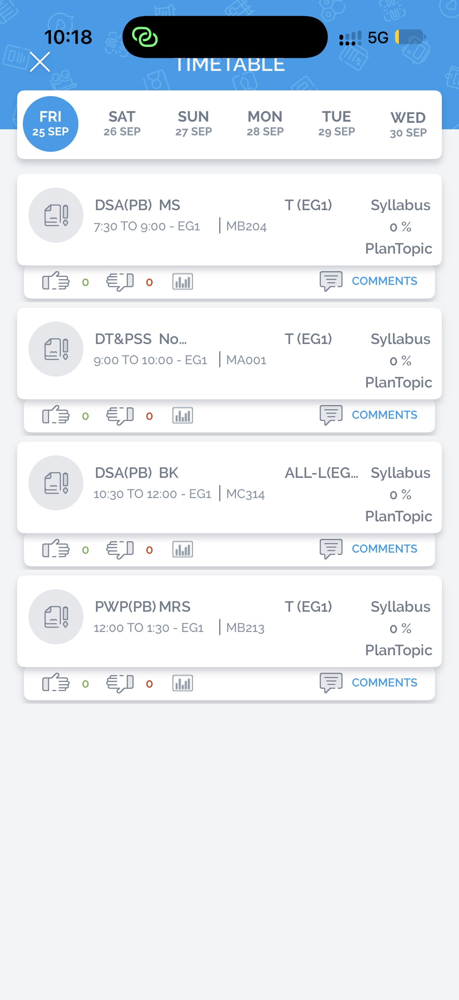 10:18
5G
TIMETABLE
FRI SAT SUN MON TUE WED
25 SEP 26 SEP 27 SEP 28 SEP 29 SEP 30 SEP
DSA(PB) MS T (EG1) Syllabus
7:30 TO 9:00 - EG1 MB204 0 %
PlanTopic
0 0 COMMENTS
DT&PSS No... T (EG1) Syllabus
9:00 TO 10:00 - EG1 MA001 0 %
PlanTopic
0 0 COMMENTS
DSA(PB) BK ALL-L(EG... Syllabus
10:30 TO 12:00 - EG1 MC314 0 %
PlanTopic
0 0 COMMENTS
PWP(PB) MRS T (EG1) Syllabus
12:00 TO 1:30 - EG1 MB213 0 %
PlanTopic
0 0 COMMENTS